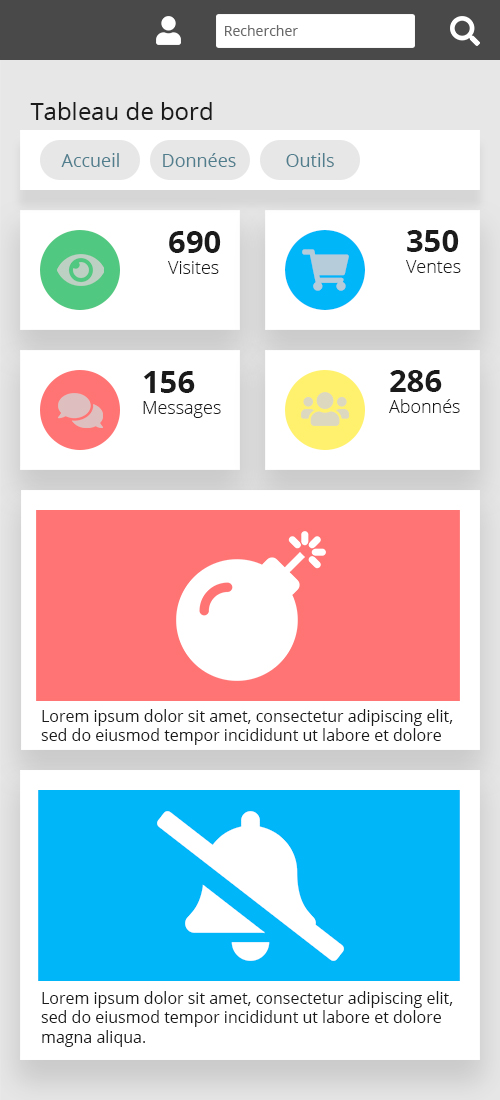 Rechercher
Tableau de bord
Accueil
Données
Outils
690
Visites
350
Ventes
156
Messages
286
Abonnés
Lorem ipsum dolor sit amet, consectetur adipiscing elit,
sed do eiusmod tempor incididunt ut labore et dolore
Lorem ipsum dolor sit amet, consectetur adipiscing elit,
sed do eiusmod tempor incididunt ut labore et dolore
magna aliqua.